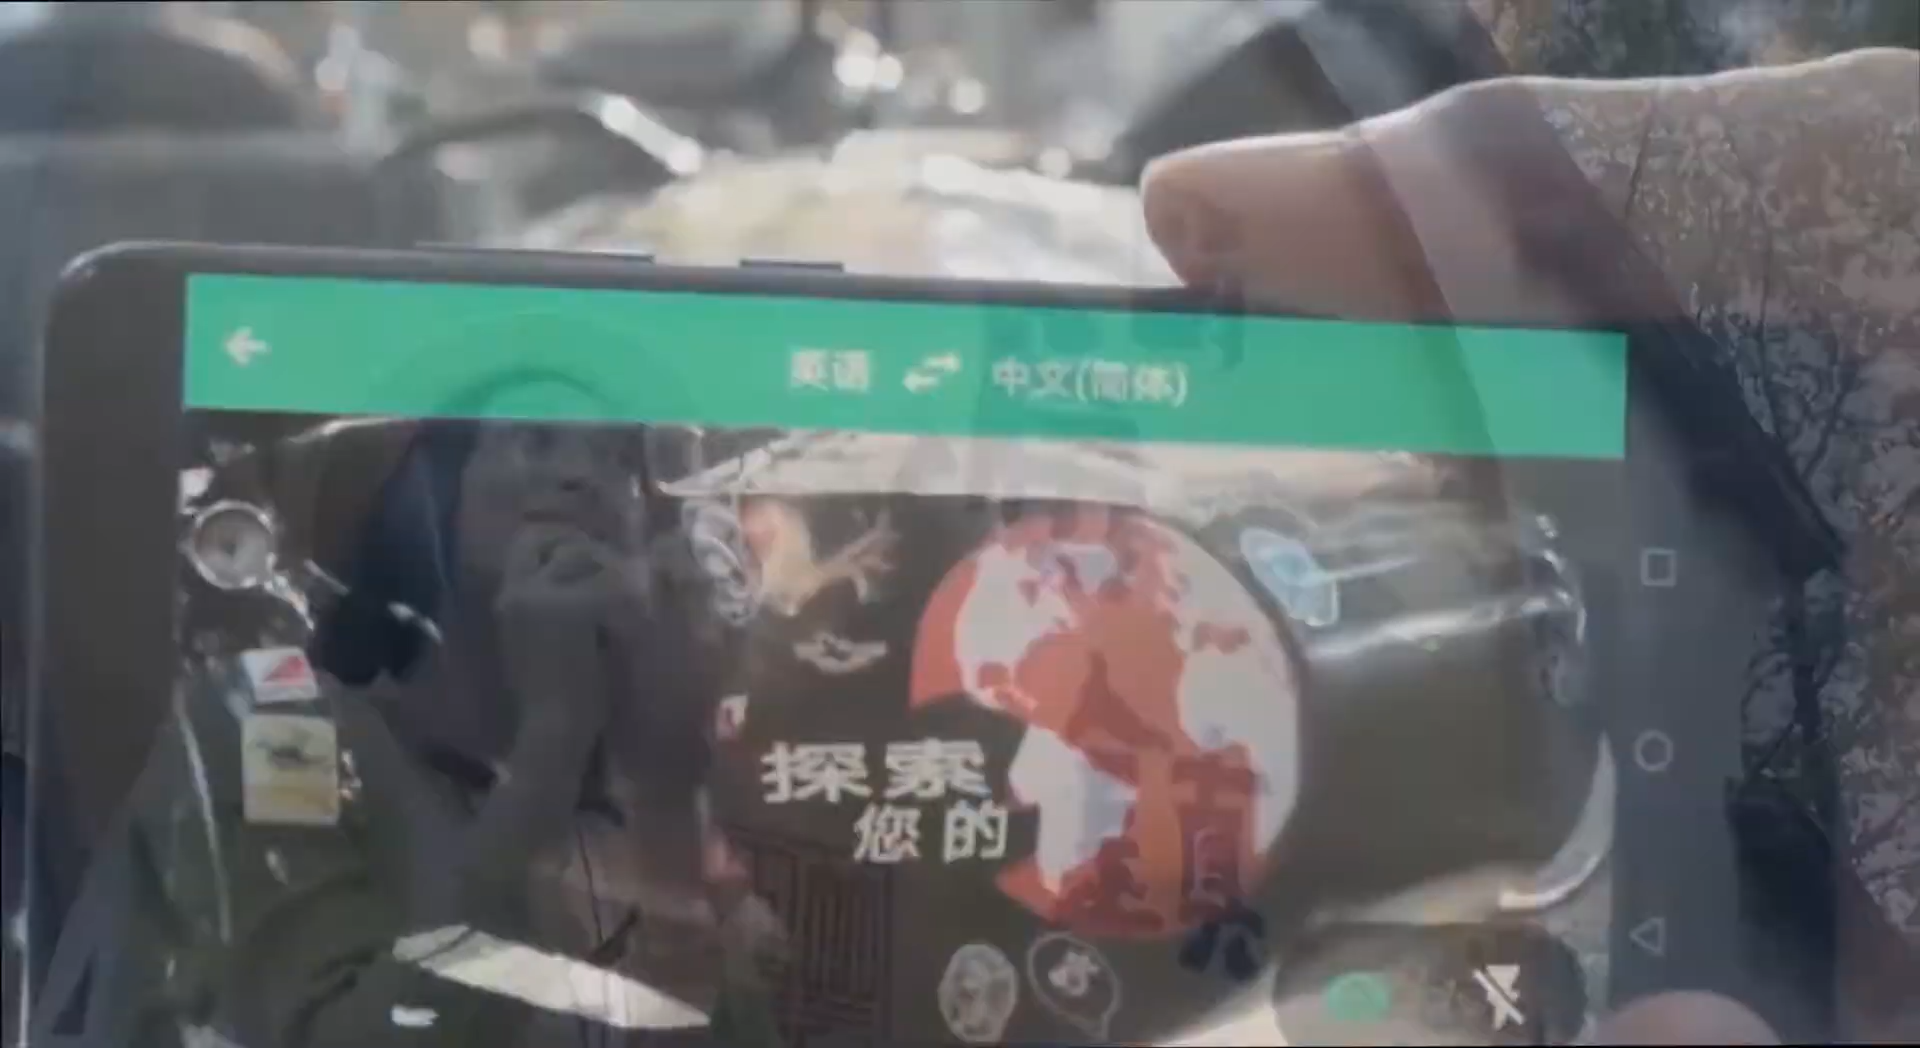 英语 中文(简体)
探索
您的